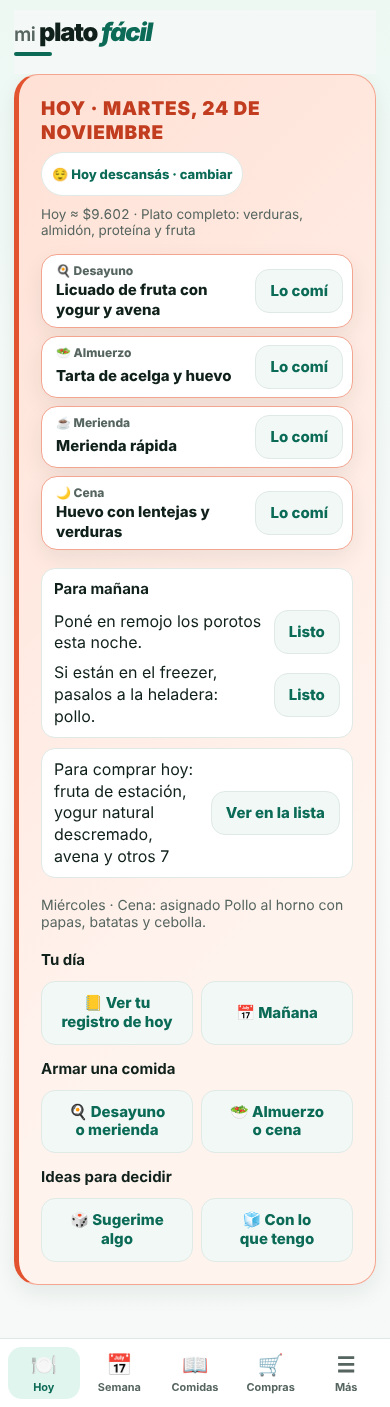 mi plato fácil
HOY · MARTES, 24 DE
NOVIEMBRE
😌 Hoy descansás · cambiar
Hoy ≈ $9.602 · Plato completo: verduras,
almidón, proteína y fruta
🍳 Desayuno
Licuado de fruta con
yogur y avena
Lo comí
🥗 Almuerzo
Tarta de acelga y huevo
Lo comí
☕ Merienda
Merienda rápida
Lo comí
🌙 Cena
Huevo con lentejas y
verduras
Lo comí
Para mañana
Poné en remojo los porotos
esta noche.
Listo
Si están en el freezer,
pasalos a la heladera:
pollo.
Listo
Para comprar hoy:
fruta de estación,
yogur natural
descremado,
avena y otros 7
Ver en la lista
Miércoles · Cena: asignado Pollo al horno con
papas, batatas y cebolla.
Tu día
📒 Ver tu
registro de hoy
📅 Mañana
Armar una comida
🍳 Desayuno
o merienda
🥗 Almuerzo
o cena
Ideas para decidir
🎲 Sugerime
algo
🧊 Con lo
que tengo
Hoy
Semana
Comidas
Compras
Más